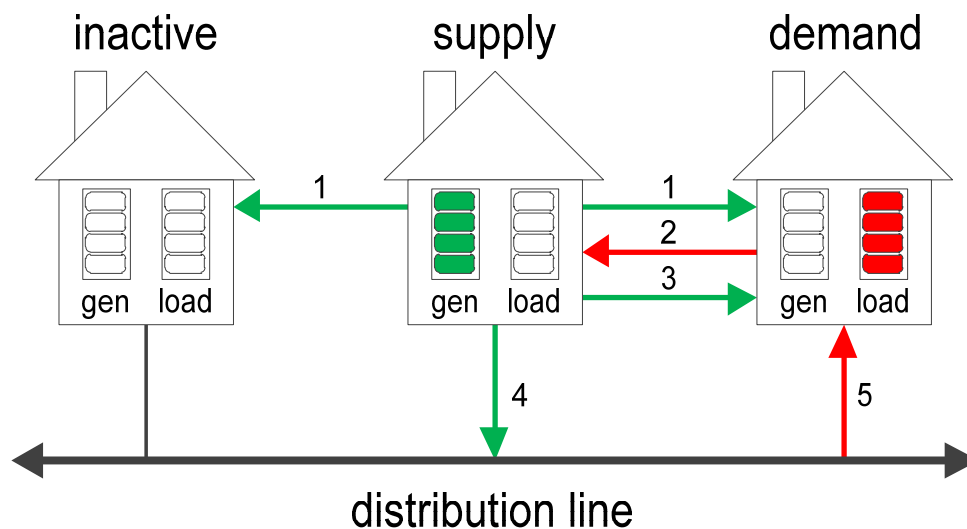 inactive
supply
demand
1
1
2
3
gen load
gen load
gen load
4
5
distribution line